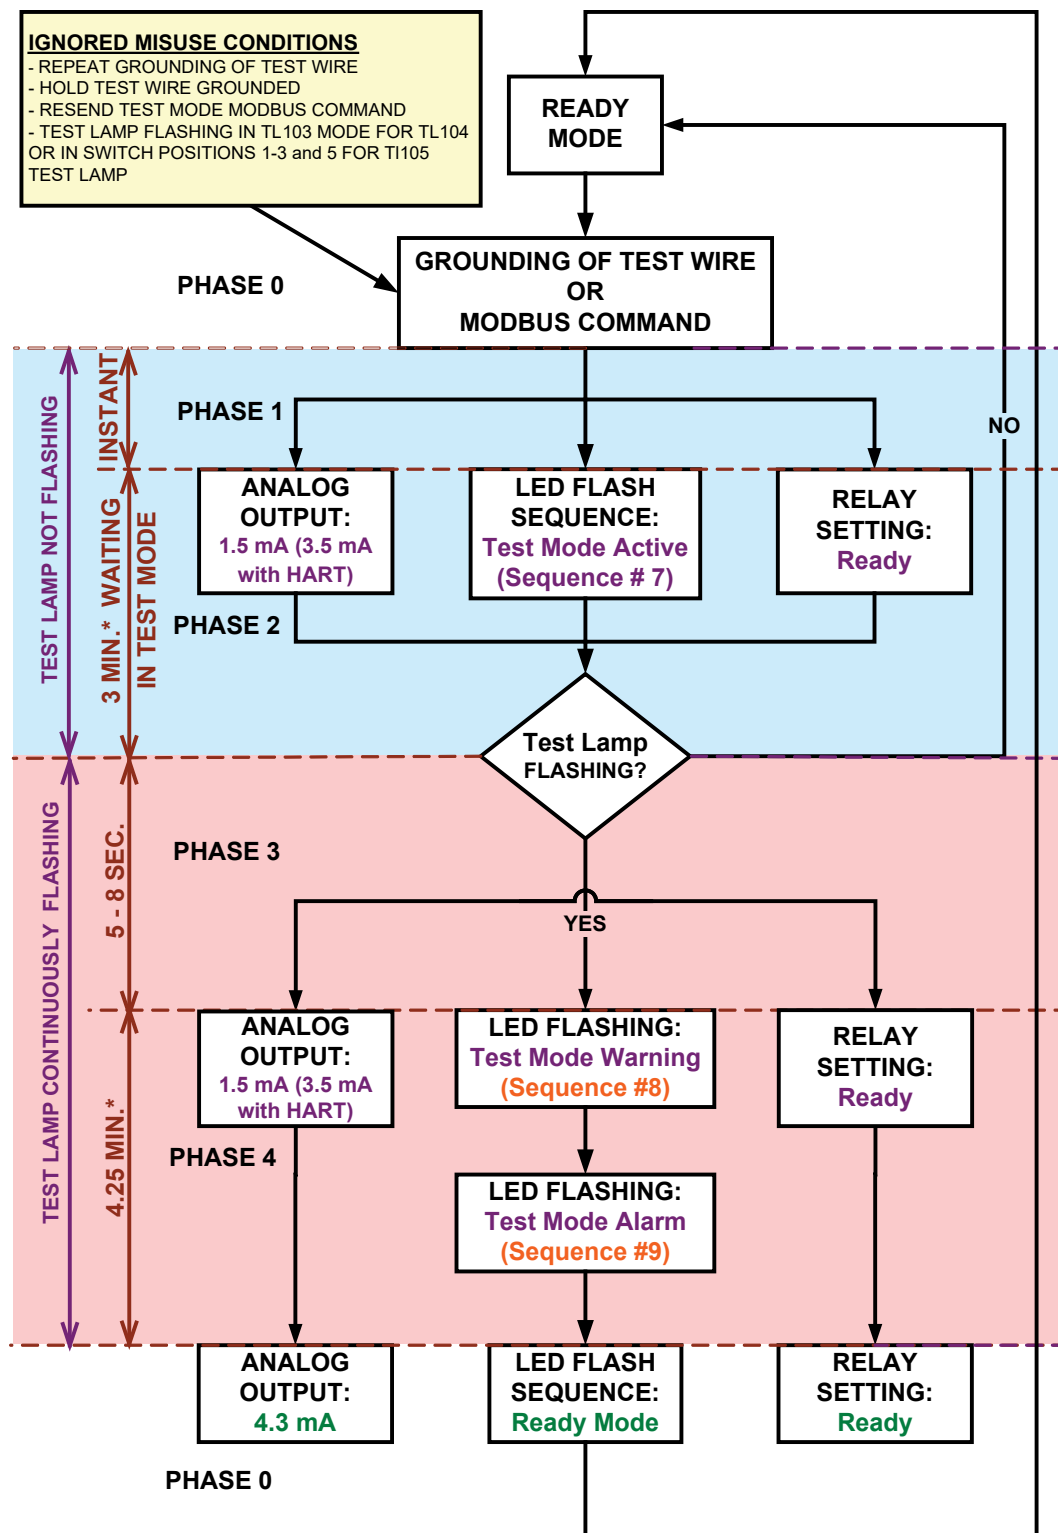 IGNORED MISUSE CONDITIONS
- REPEAT GROUNDING OF TEST WIRE
- HOLD TEST WIRE GROUNDED
- RESEND TEST MODE MODBUS COMMAND
- TEST LAMP FLASHING IN TL103 MODE FOR TL104
OR IN SWITCH POSITIONS 1-3 and 5 FOR Tl105
TEST LAMP
READY
MODE
GROUNDING OF TEST WIRE
OR
MODBUS COMMAND
PHASE 0
TEST LAMP NOT FLASHING
INSTANT
PHASE 1
NO
3 MIN.* WAITING
IN TEST MODE
ANALOG
OUTPUT:
1.5 mA (3.5 mA
with HART)
LED FLASH
SEQUENCE:
Test Mode Active
(Sequence # 7)
RELAY
SETTING:
Ready
PHASE 2
Test Lamp
FLASHING?
TEST LAMP CONTINUOUSLY FLASHING
5 - 8 SEC.
PHASE 3
YES
4.25 MIN.*
ANALOG
OUTPUT:
1.5 mA (3.5 mA
with HART)
LED FLASHING:
Test Mode Warning
(Sequence #8)
RELAY
SETTING:
Ready
PHASE 4
LED FLASHING:
Test Mode Alarm
(Sequence #9)
ANALOG
OUTPUT:
4.3 mA
LED FLASH
SEQUENCE:
Ready Mode
RELAY
SETTING:
Ready
PHASE 0